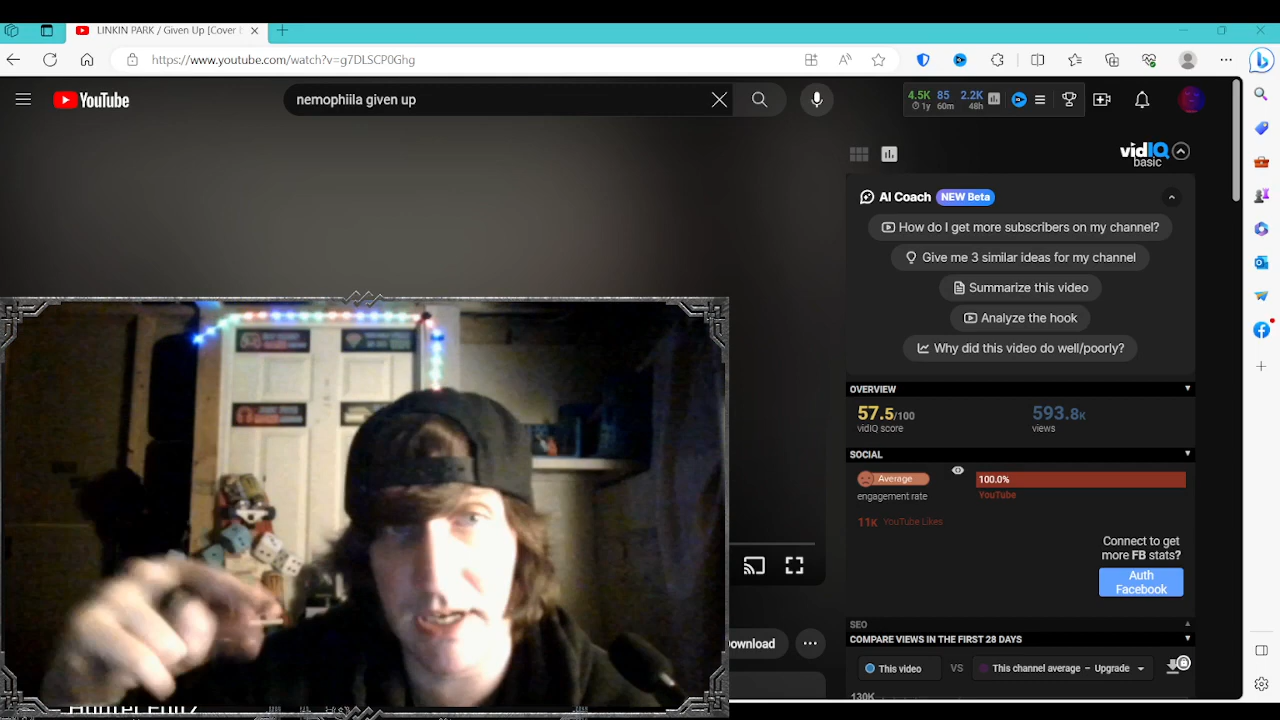 LINKIN PARK / Given Up [Cover
https://www.youtube.com/watch?v=g7DLSCP0Ghg
YouTube
nemophiila given up
4.5K 85 2.2K
1y 60m 48h
vidIQ
basic
AI Coach NEW Beta
How do I get more subscribers on my channel?
Give me 3 similar ideas for my channel
Summarize this video
Analyze the hook
Why did this video do well/poorly?
OVERVIEW
57.5/100
vidIQ score
593.8K
views
SOCIAL
Average
engagement rate
100.0%
YouTube
11K YouTube Likes
Connect to get
more FB stats?
Auth
Facebook
Download
SEO
COMPARE VIEWS IN THE FIRST 28 DAYS
This video VS This channel average – Upgrade
130K